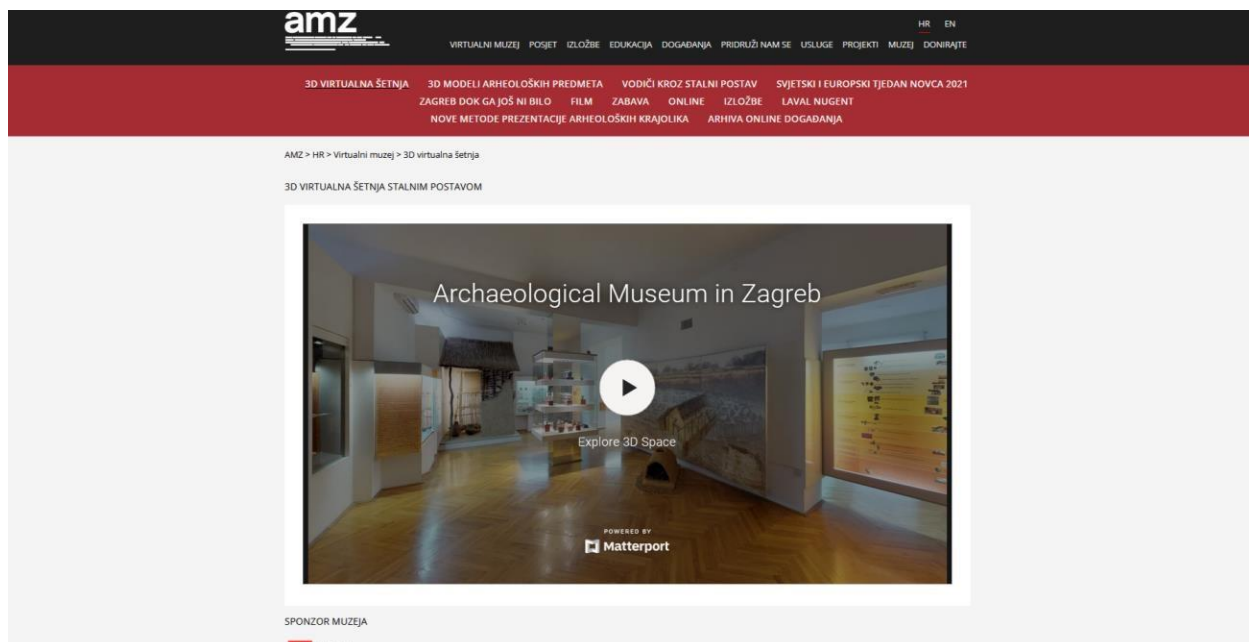 amz
HR EN
VIRTUALNI MUZEJ POSJET IZLOŽBE EDUKACIJA DOGAĐANJA PRIDRUŽI NAM SE USLUGE PROJEKTI MUZEJ DONIRAJTE
3D VIRTUALNA ŠETNJA 3D MODELI ARHEOLOŠKIH PREDMETA VODIČI KROZ STALNI POSTAV SVJETSKI I EUROPSKI TJEDAN NOVCA 2021
ZAGREB DOK GA JOŠ NI BILO FILM ZABAVA ONLINE IZLOŽBE LAVAL NUGENT
NOVE METODE PREZENTACIJE ARHEOLOŠKIH KRAJOLIKA ARHIVA ONLINE DOGAĐANJA
AMZ > HR > Virtualni muzej > 3D virtualna šetnja
3D VIRTUALNA ŠETNJA STALNIM POSTAVOM
Archaeological Museum in Zagreb
Explore 3D Space
POWERED BY
Matterport
SPONZOR MUZEJA